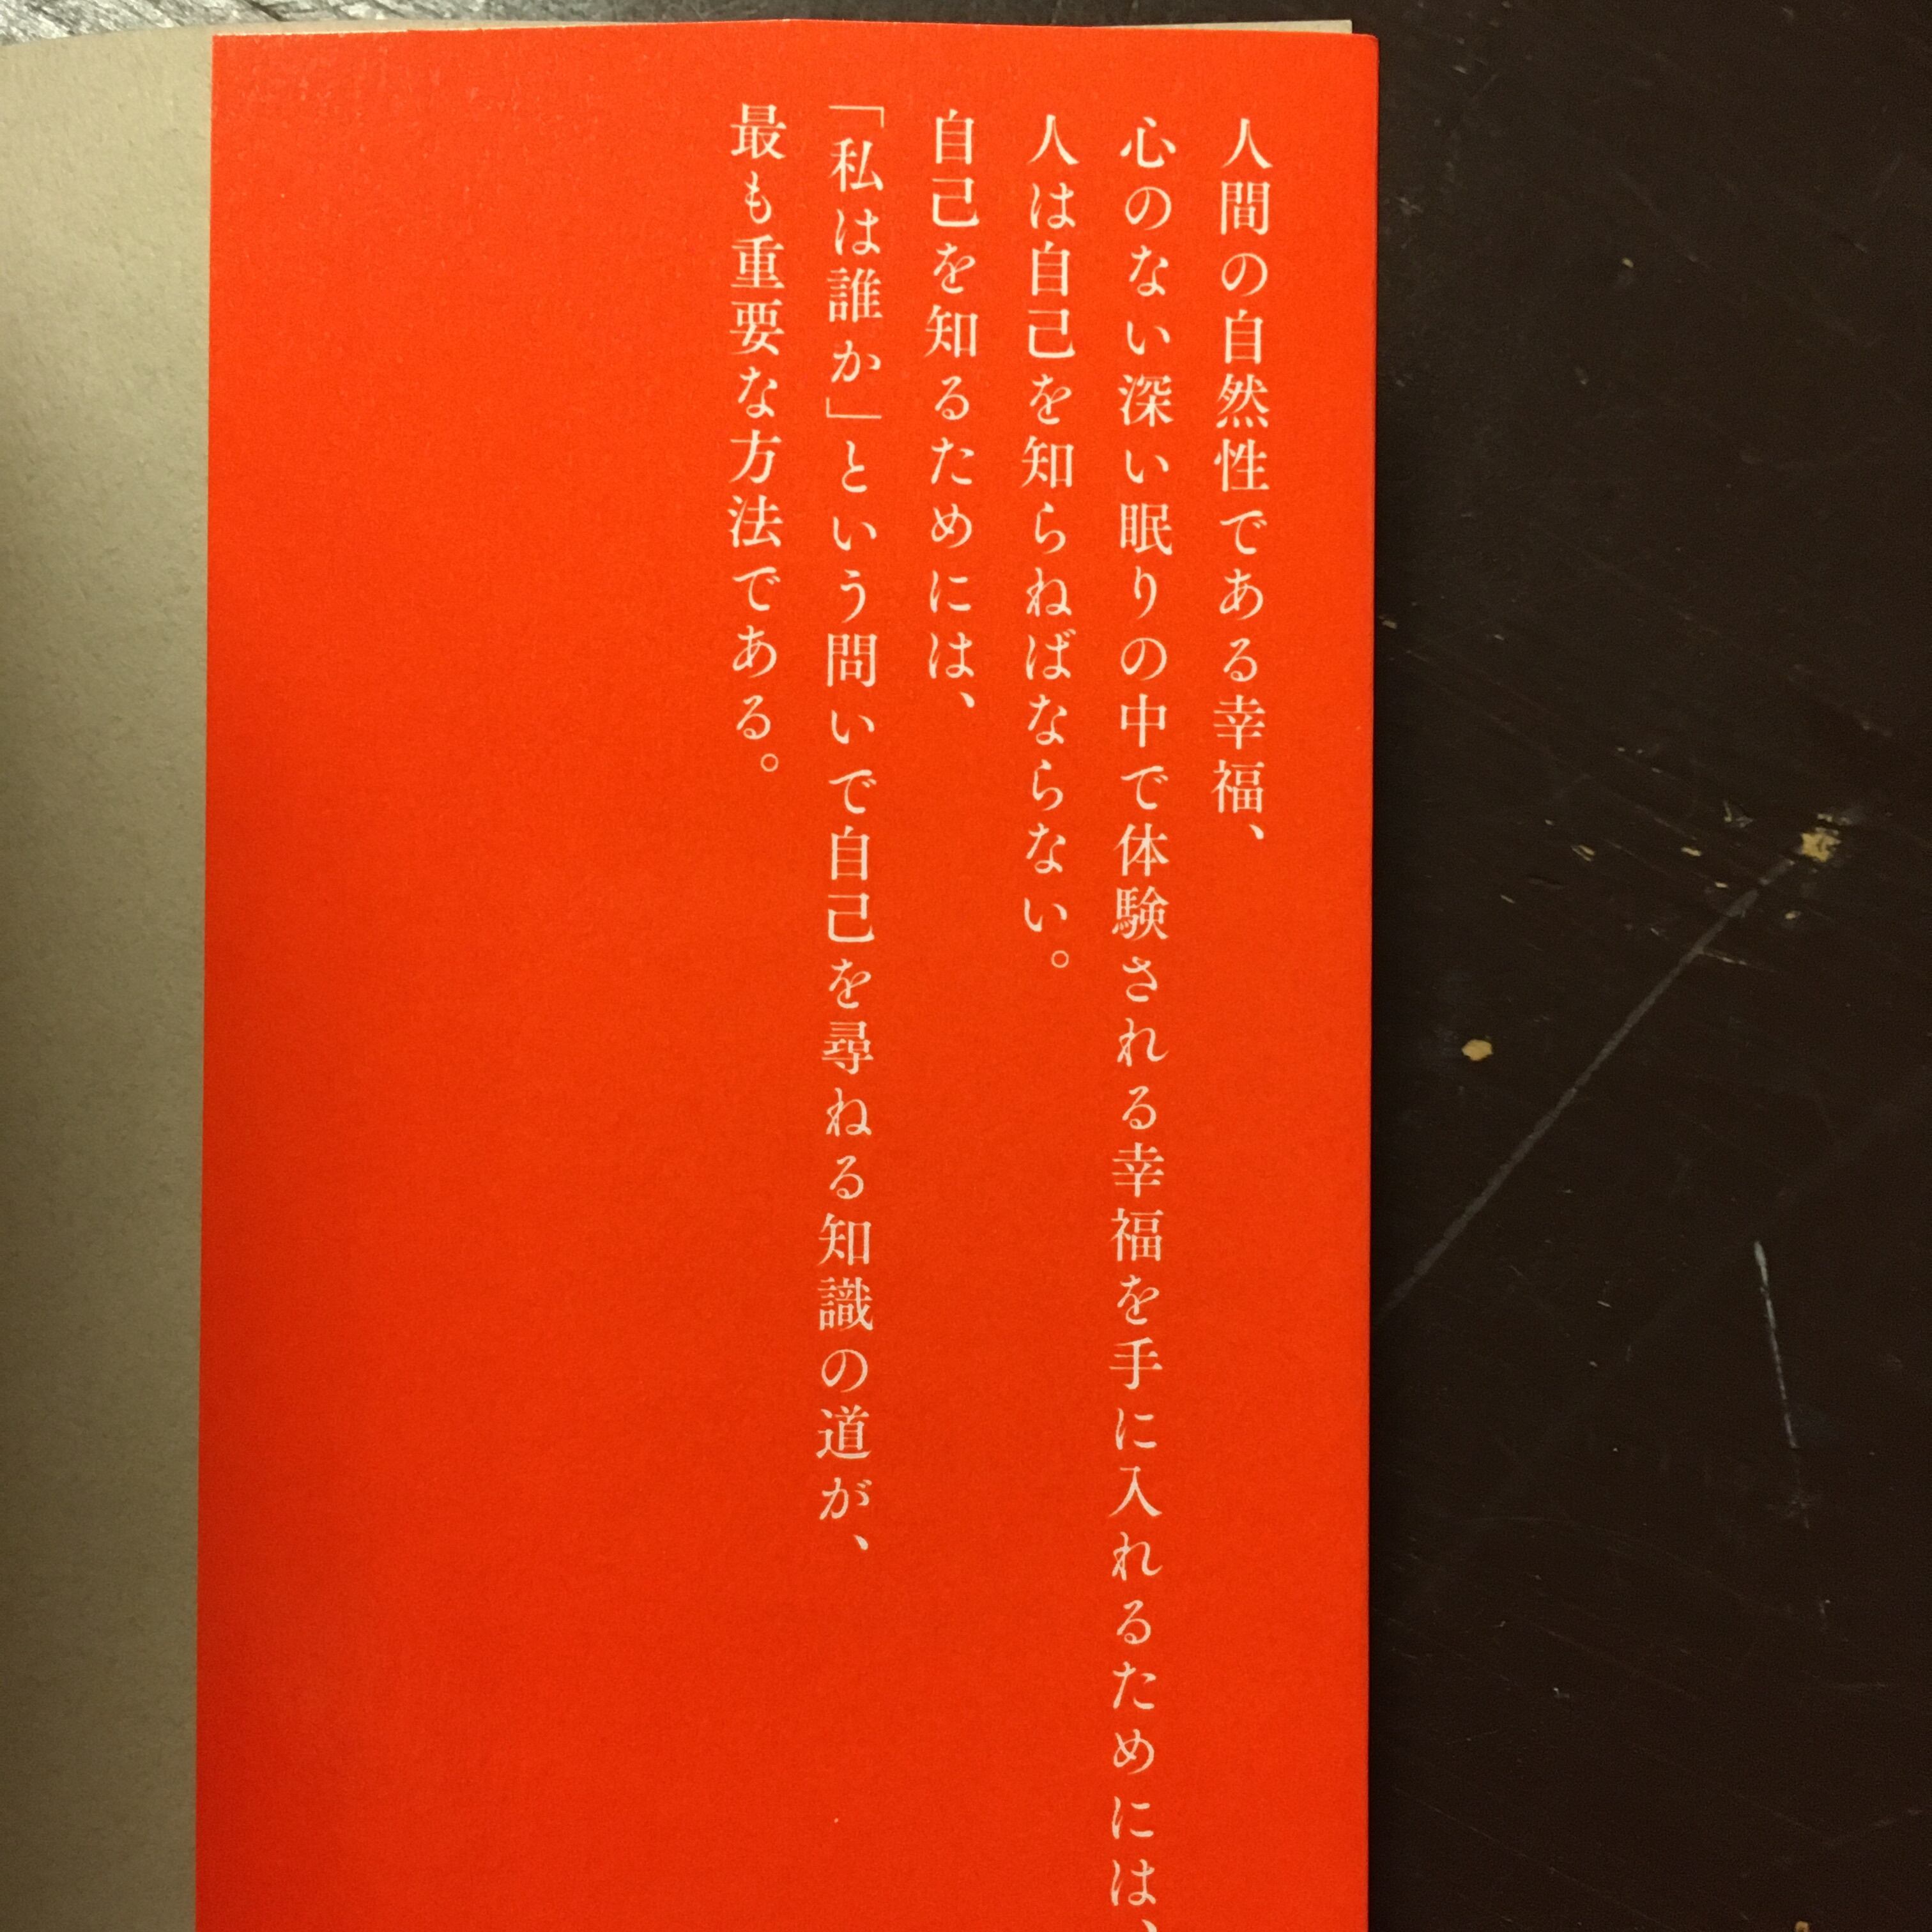 人間の自然性である幸福、
心のない深い眠りの中で体験される幸福を手に入れるためには、
人は自己を知らねばならない。
自己を知るためには、
「私は誰か」という問いで自己を尋ねる知識の道が、
最も重要な方法である。